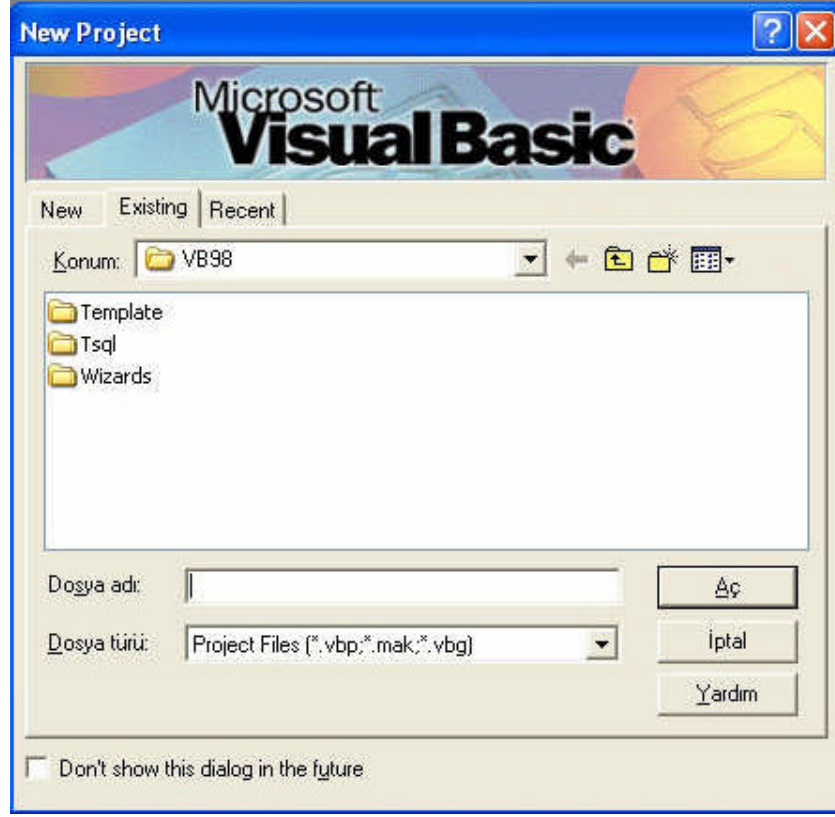 New Project
Microsoft
Visual Basic
New Existing Recent
Konum: VB98
Template
Tsql
Wizards
Dosya adı: Aç
Dosya türü: Project Files (*.vbp;*.mak;*.vbg) İptal
Yardım
Don't show this dialog in the future